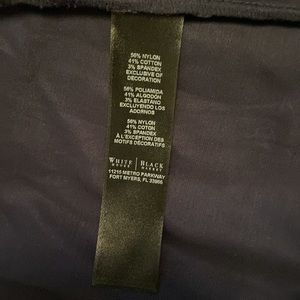 56% NYLON
41% COTTON
3% SPANDEX
EXCLUSIVE OF
DECORATION
56% POLIAMIDA
41% ALGODÓN
3% ELASTANO
EXCLUYENDO LOS
ADORNOS
56% NYLON
41% COTON
3% SPANDEX
À L'EXCEPTION DES
MOTIFS DÉCORATIFS
WHITE HOUSE | BLACK MARKET
11215 METRO PARKWAY
FORT MYERS, FL 33966